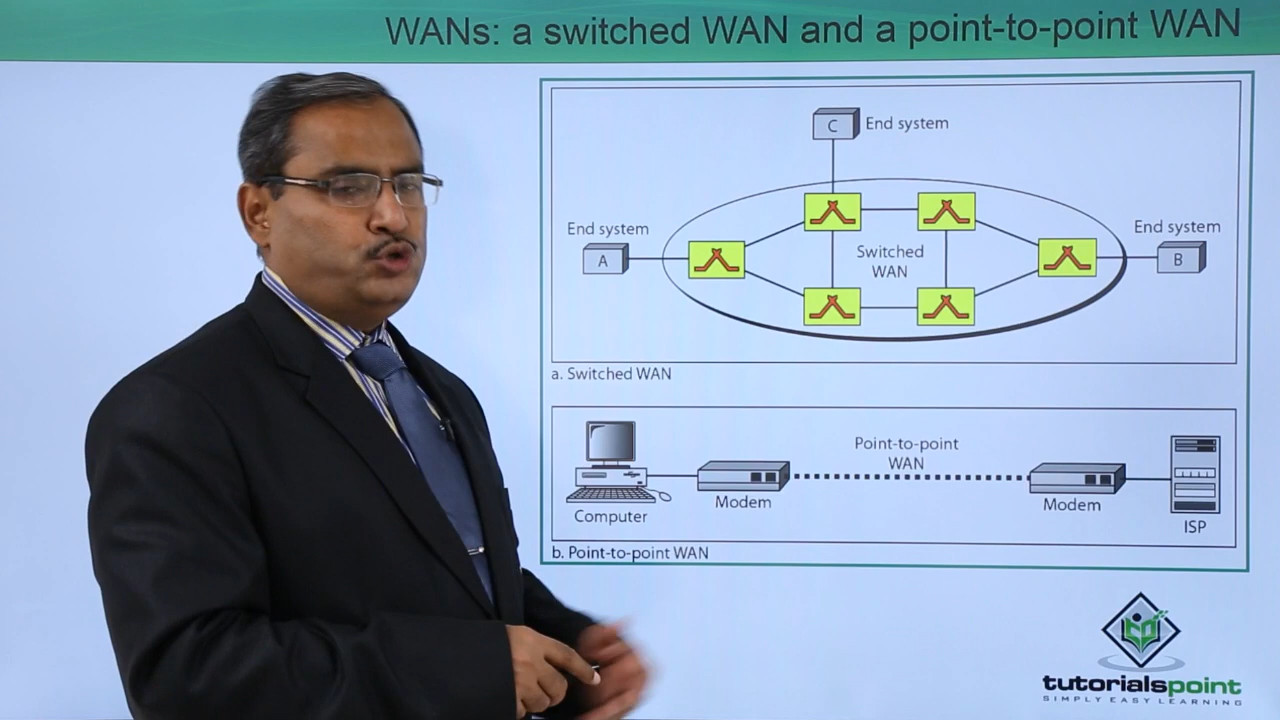 WANs: a switched WAN and a point-to-point WAN
C
End system
End system
A
Switched
WAN
End system
B
a. Switched WAN
Point-to-point
WAN
Computer
Modem
Modem
ISP
b. Point-to-point WAN
tutorialspoint
SIMPLY EASY LEARNING